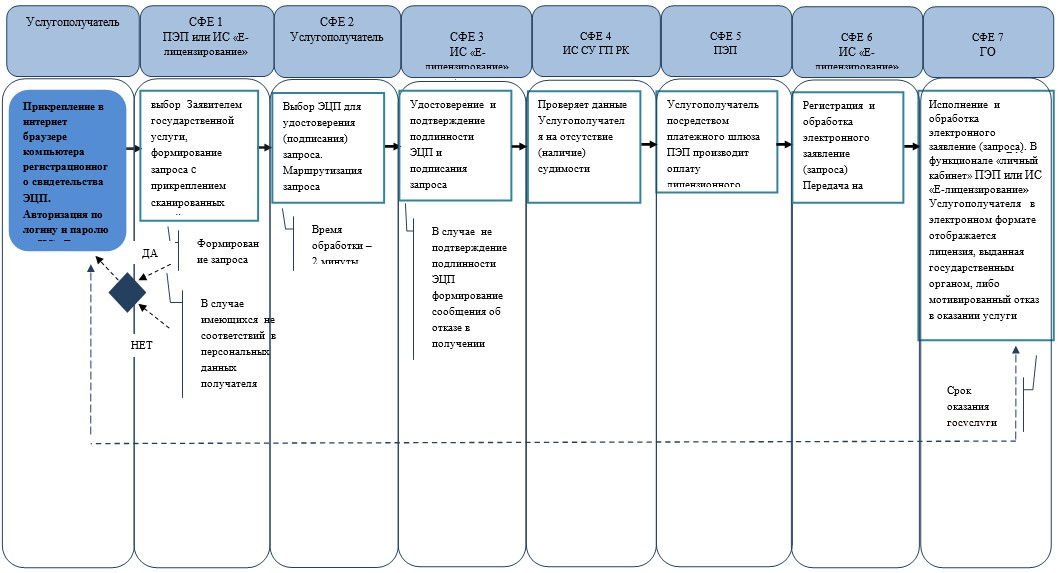 Услугополучатель
СФЕ 1
ПЭП или ИС «Е-
лицензирование»
СФЕ 2
Услугополучатель
СФЕ 3
ИС «Е-
лицензирование»
СФЕ 4
ИС СУ ГП РК
СФЕ 5
ПЭП
СФЕ 6
ИС «Е-
лицензирование»
СФЕ 7
ГО
Прикрепление в
интернет
браузере
компьютера
регистрационног
о свидетельства
ЭЦП.
Авторизация по
логину и паролю
выбор Заявителем
государственной
услуги,
формирование
запроса с
прикреплением
сканированных
Выбор ЭЦП для
удостоверения
(подписания)
запроса.
Маршрутизация
запроса
Удостоверение и
подтверждение
подлинности
ЭЦП и
подписания
запроса
Проверяет данные
Услугополучател
я на отсутствие
(наличие)
судимости
Услугополучатель
посредством
платежного шлюза
ПЭП производит
оплату
лицензионного
Регистрация и
обработка
электронного
заявление
(запроса)
Передача на
Исполнение и
обработка
электронного
заявление (запроса). В
функционале «личный
кабинет» ПЭП или ИС
«Е-лицензирование»
Услугополучателя в
электронном формате
отображается
лицензия, выданная
государственным
органом, либо
мотивированный отказ
в оказании услуги
ДА
Формирован
ие запроса
НЕТ
В случае
имеющихся не
соответствий в
персональных
данных
получателя
Время
обработки –
2 минуты
В случае не
подтверждение
подлинности
ЭЦП
формирование
сообщения об
отказе в
получении
Срок
оказания
госуслуги